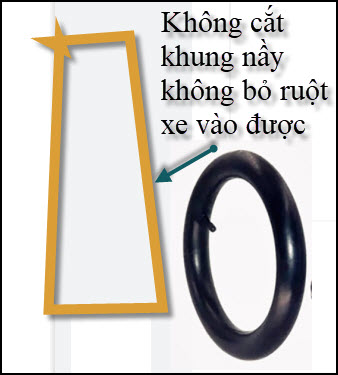 Không cắt
khung nầy
không bỏ ruột
xe vào được